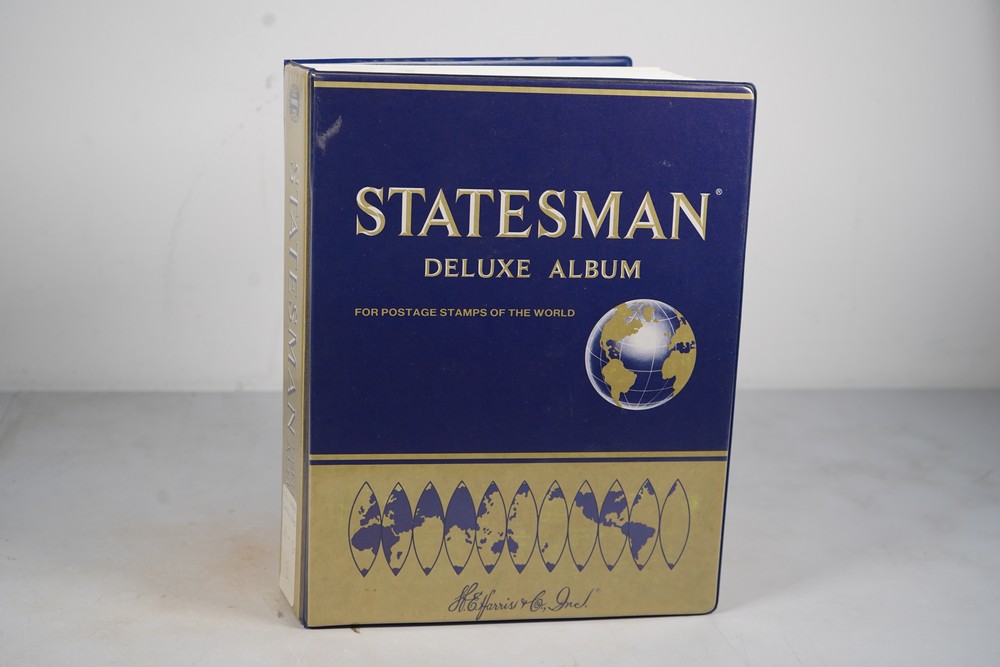 STATESMAN®
DELUXE ALBUM
FOR POSTAGE STAMPS OF THE WORLD
H.E. Harris & Co., Inc.®
STATESMAN